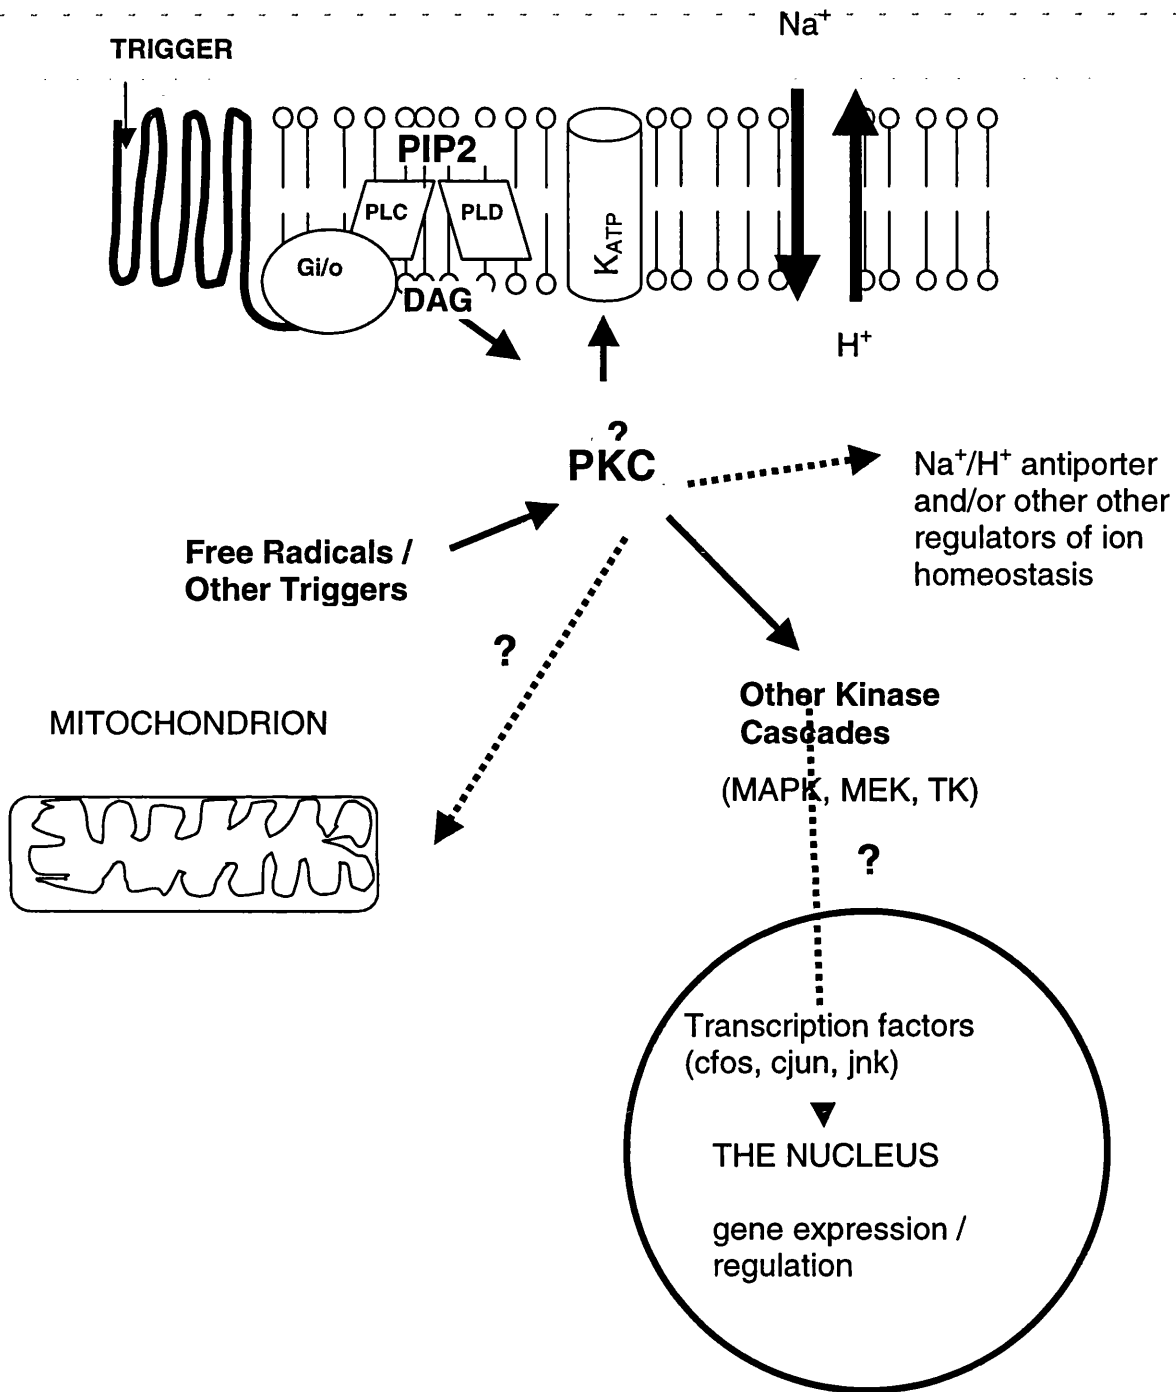 Na⁺
TRIGGER
PIP2
PLC
PLD
Gi/o
K_ATP
DAG
H⁺
?
PKC
Na⁺/H⁺ antiporter
and/or other other
regulators of ion
homeostasis
Free Radicals /
Other Triggers
?
Other Kinase
Cascades
MITOCHONDRION
(MAPK, MEK, TK)
?
Transcription factors
(cfos, cjun, jnk)
THE NUCLEUS
gene expression /
regulation